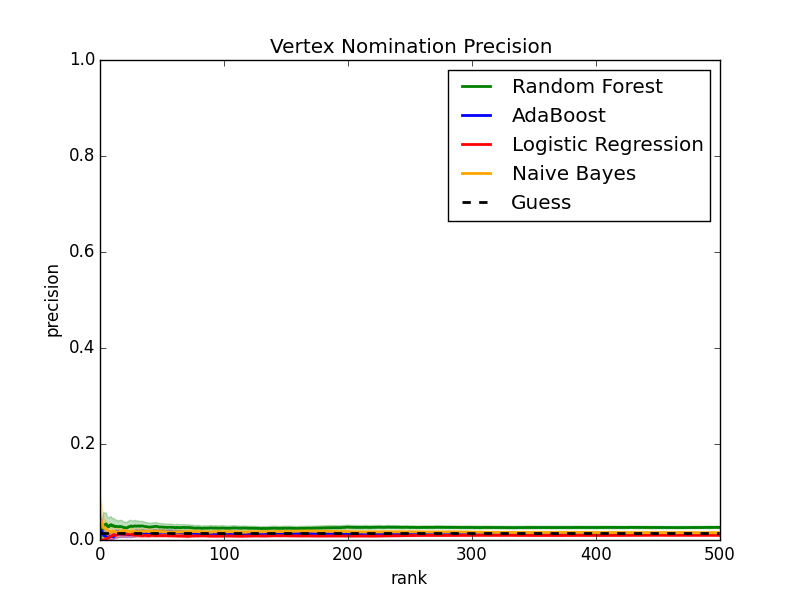 Vertex Nomination Precision
1.0
0.8
0.6
0.4
0.2
0.0
precision
Random Forest
AdaBoost
Logistic Regression
Naive Bayes
Guess
0
100
200
300
400
500
rank